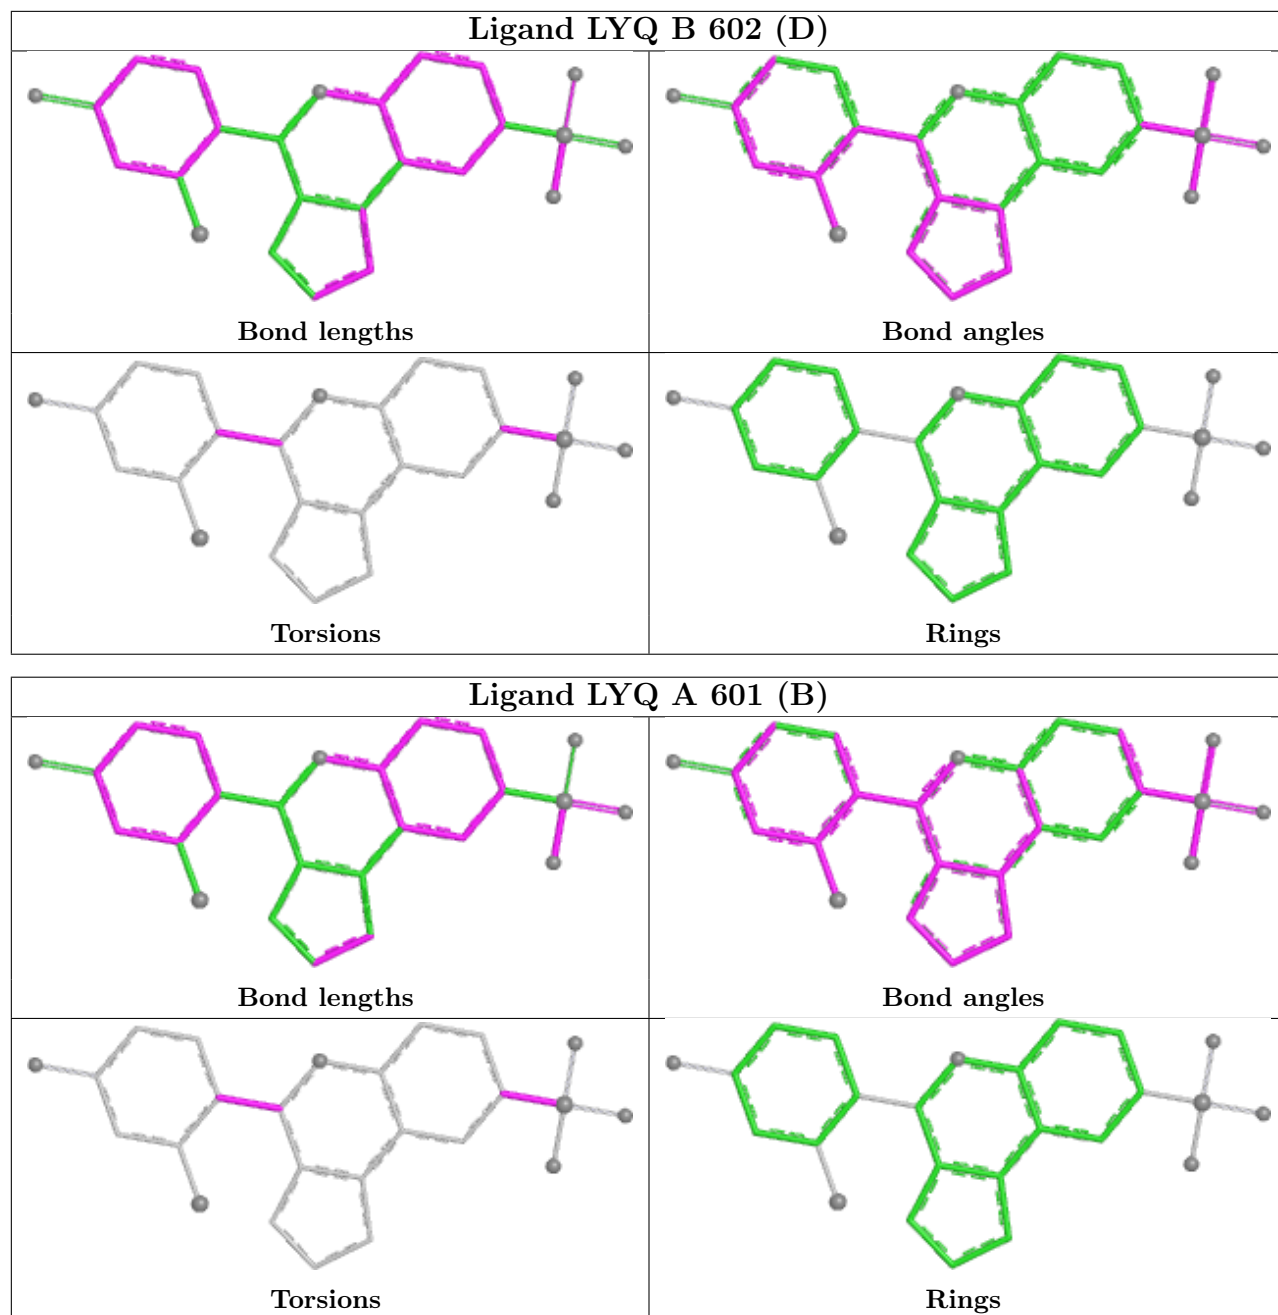 Ligand LYQ B 602 (D)
Bond lengths
Bond angles
Torsions
Rings
Ligand LYQ A 601 (B)
Bond lengths
Bond angles
Torsions
Rings